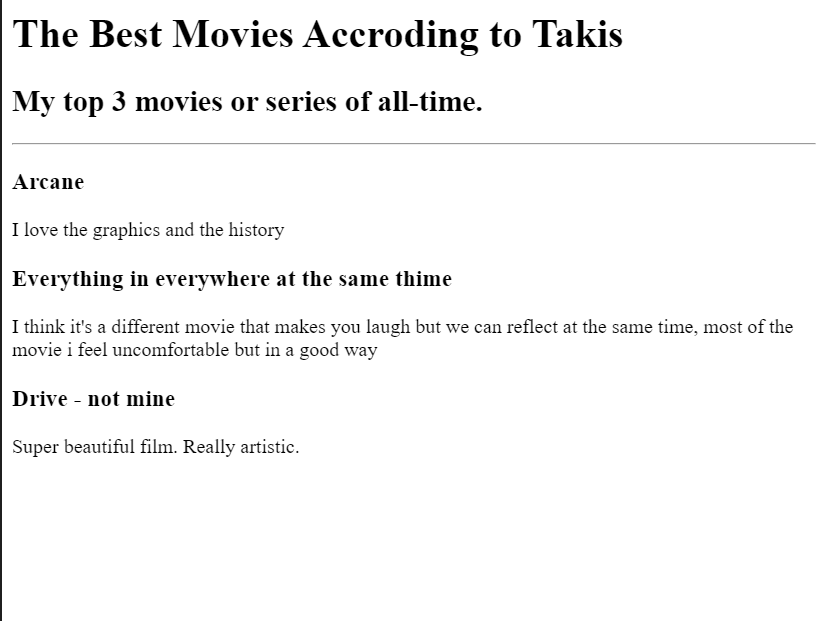 The Best Movies Accroding to Takis
My top 3 movies or series of all-time.
Arcane
I love the graphics and the history
Everything in everywhere at the same thime
I think it's a different movie that makes you laugh but we can reflect at the same time, most of the
movie i feel uncomfortable but in a good way
Drive - not mine
Super beautiful film. Really artistic.